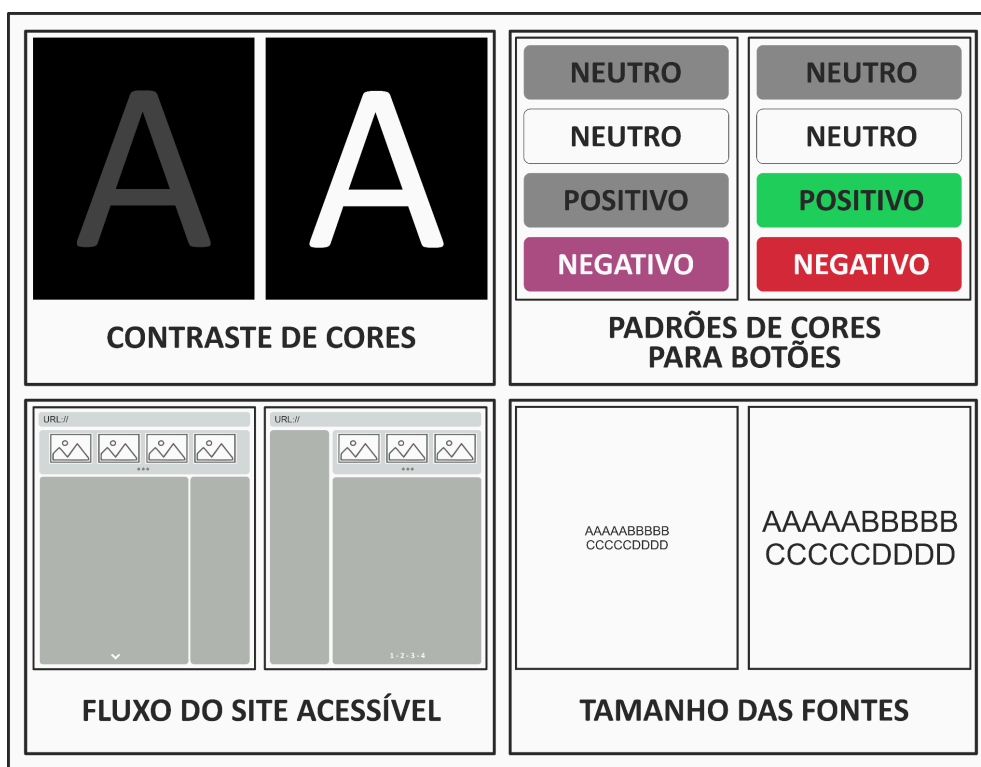 A
A
CONTRASTE DE CORES
NEUTRO
NEUTRO
POSITIVO
NEGATIVO
NEUTRO
NEUTRO
POSITIVO
NEGATIVO
PADRÕES DE CORES
PARA BOTÕES
URL://
URL://
1 - 2 - 3 - 4
FLUXO DO SITE ACESSÍVEL
AAAAABBBBB
CCCCCDDDD
AAAAABBBBB
CCCCCDDDD
TAMANHO DAS FONTES